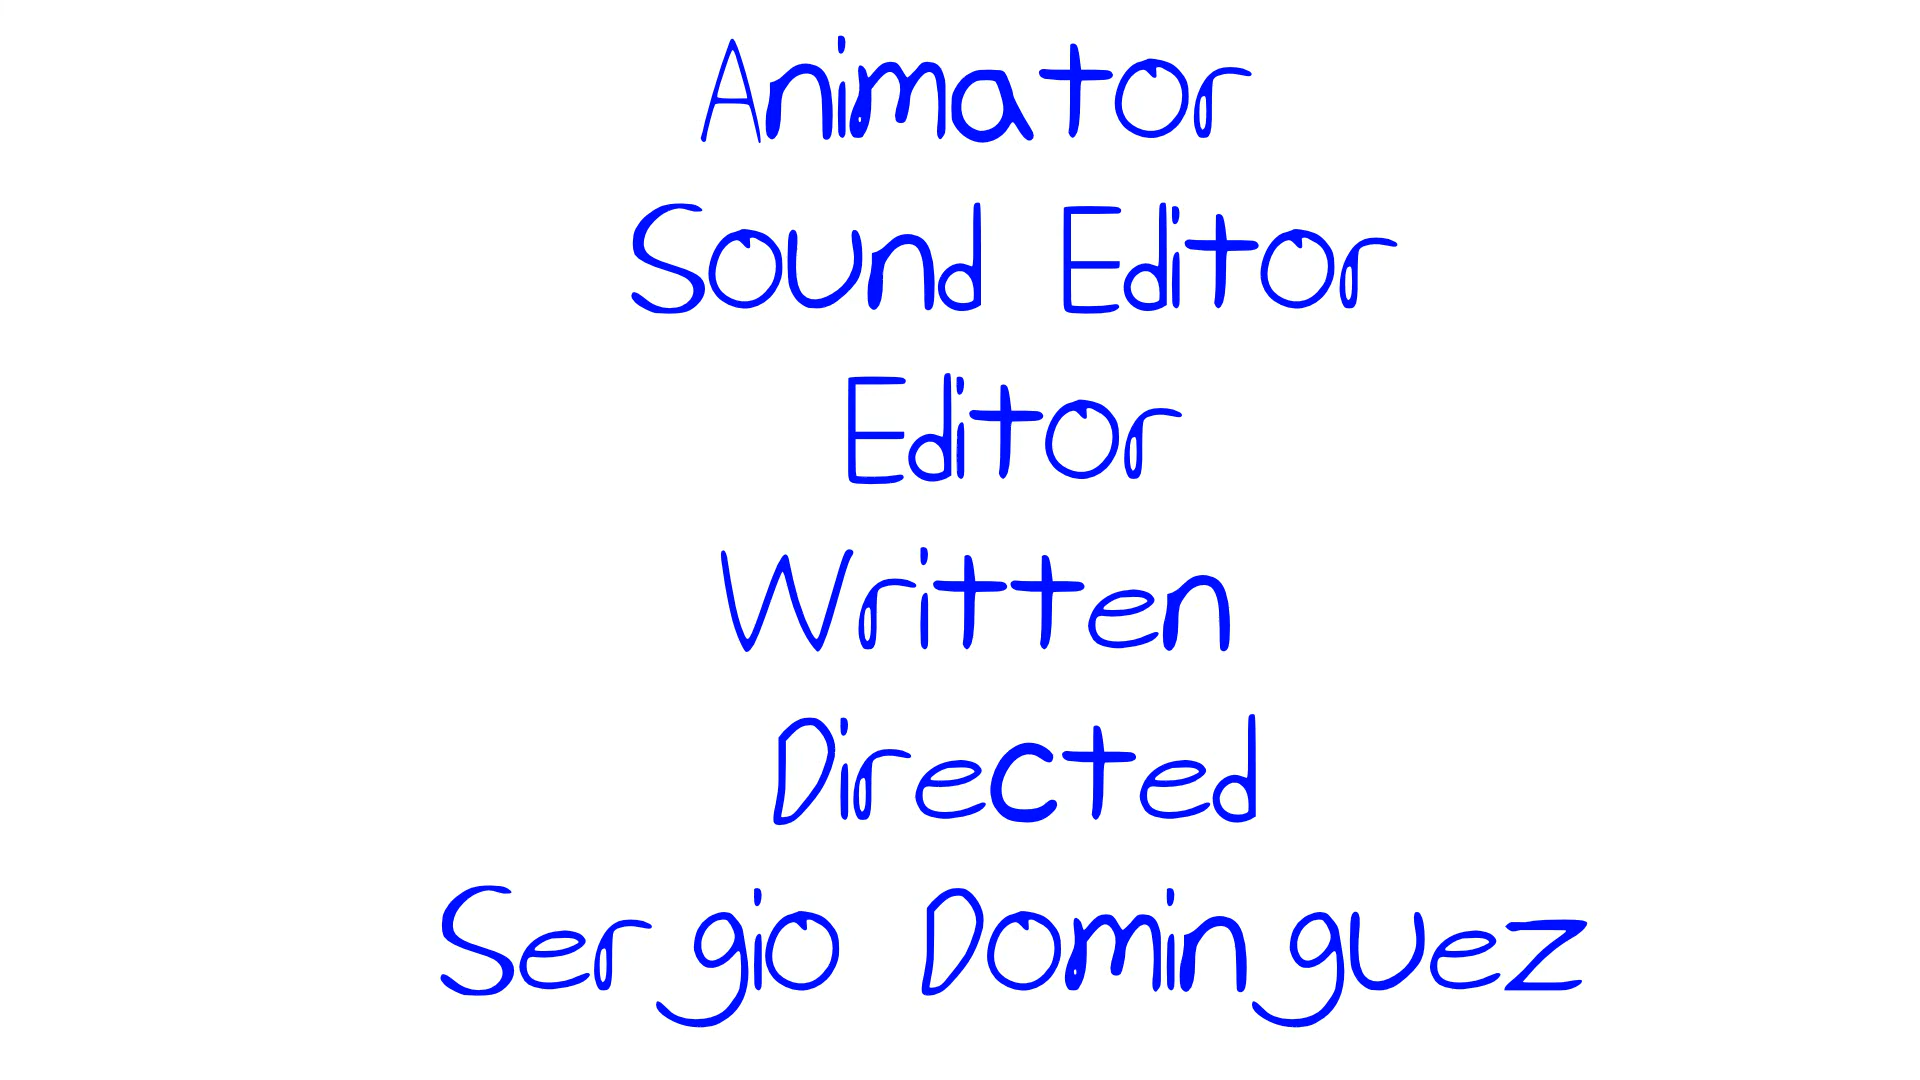 Animator
Sound Editor
Editor
Written
Directed
Sergio Dominguez